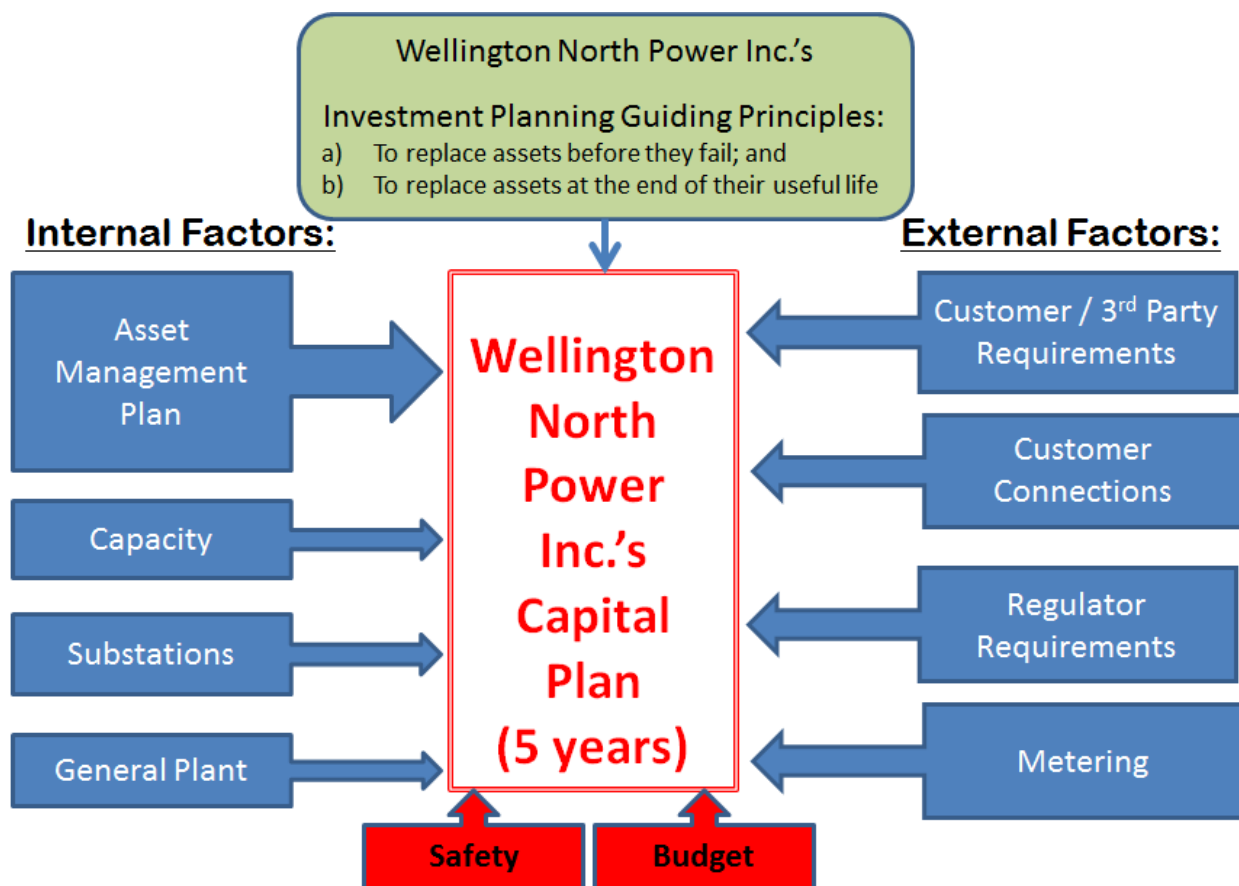 Wellington North Power Inc.'s
Investment Planning Guiding Principles:
a) To replace assets before they fail; and
b) To replace assets at the end of their useful life
Internal Factors:
Asset
Management
Plan
Capacity
Substations
General Plant
Wellington
North
Power
Inc.'s
Capital
Plan
(5 years)
External Factors:
Customer / 3rd Party
Requirements
Customer
Connections
Regulator
Requirements
Metering
Safety
Budget